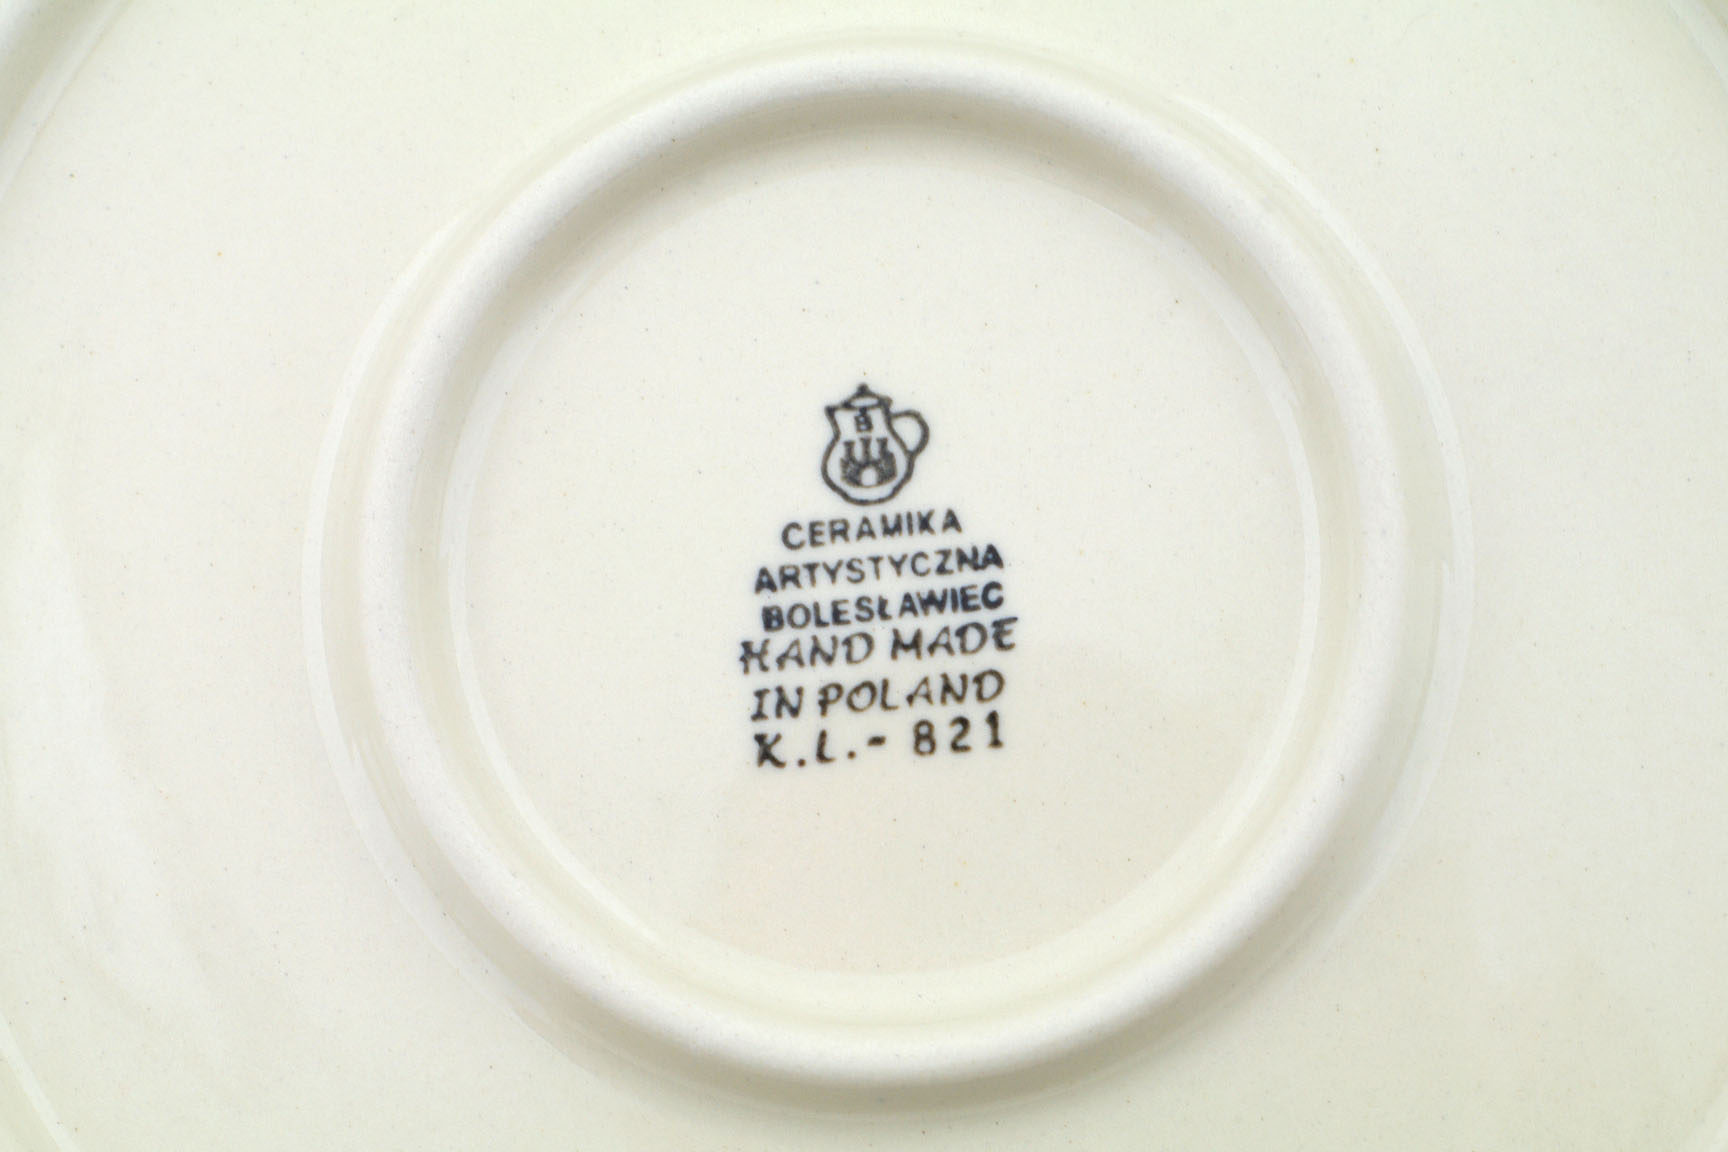 B
CERAMIKA
ARTYSTYCZNA
BOLESŁAWIEC
HAND MADE
IN POLAND
K.L.- 821